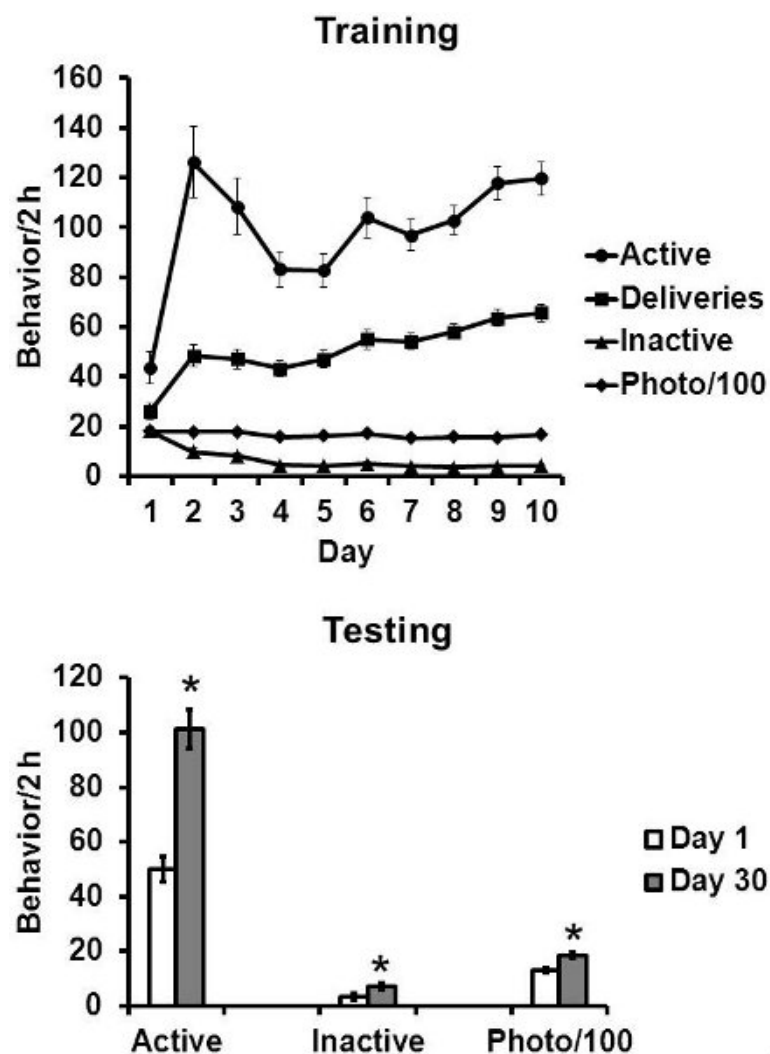 Training
160
140
120
100
80
60
40
20
0
Behavior/2h
1 2 3 4 5 6 7 8 9 10
Day
Active
Deliveries
Inactive
Photo/100
Testing
120
100
80
60
40
20
0
Behavior/2h
* * *
Active Inactive Photo/100
Day 1
Day 30